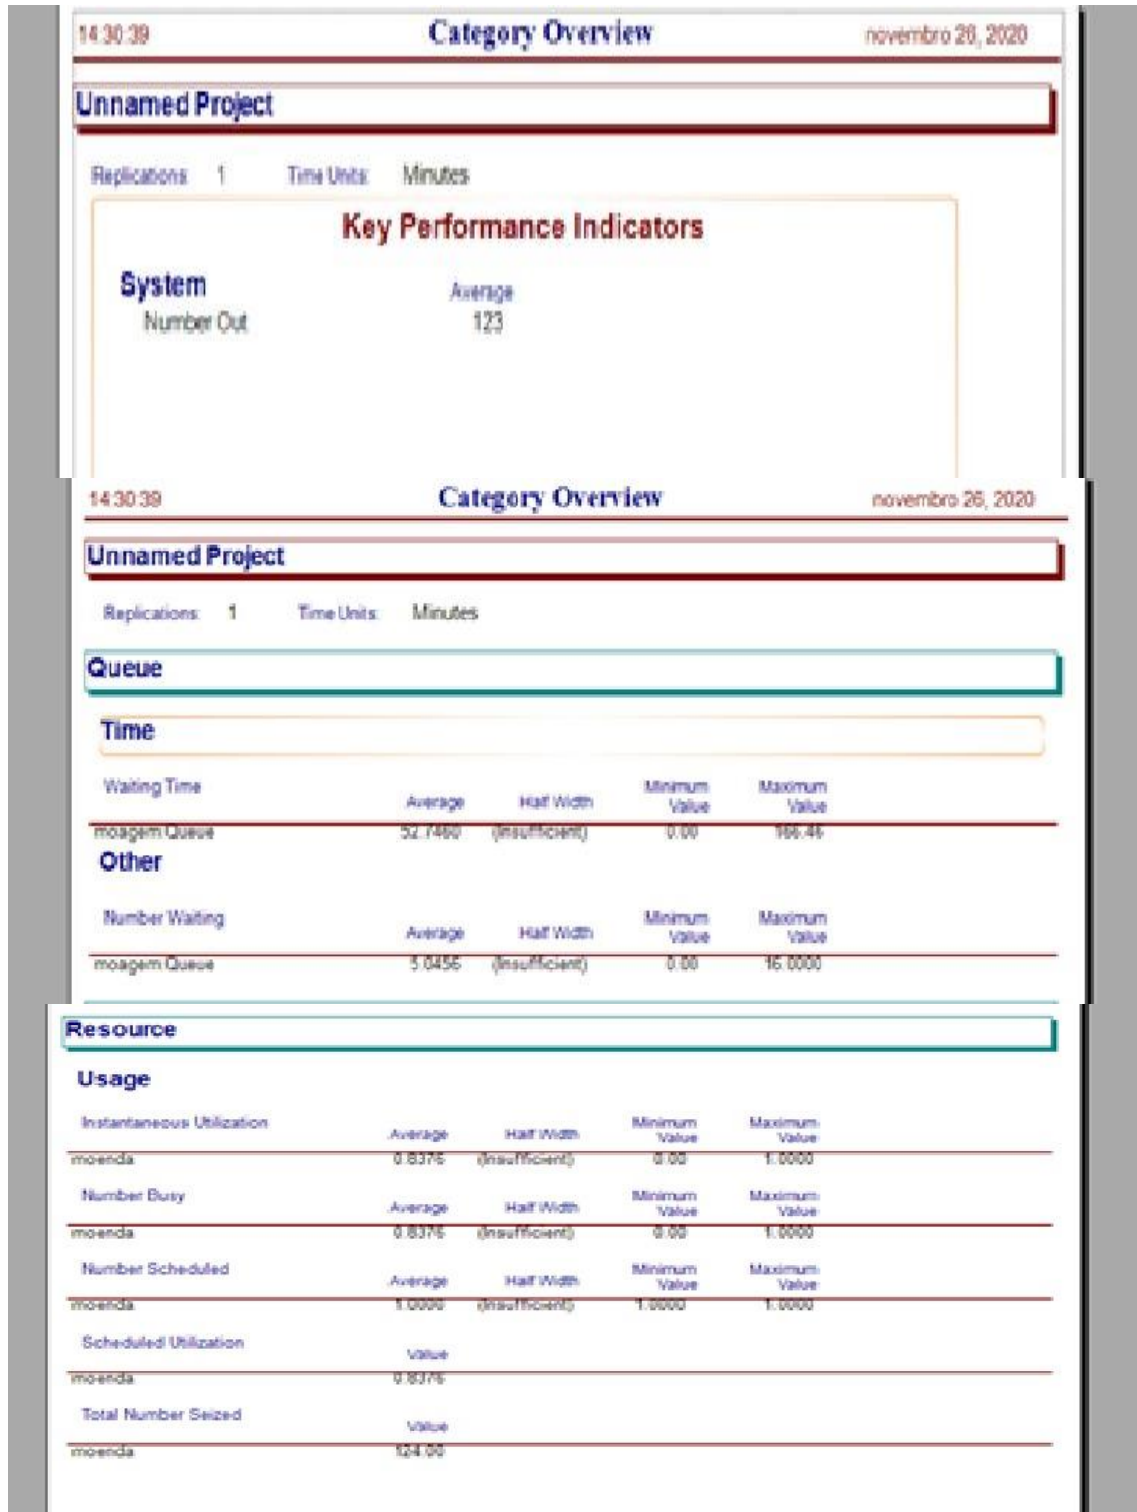 14:30:39 Category Overview novembro 26, 2020
Unnamed Project
Replications: 1 Time Units: Minutes
Key Performance Indicators
System Average
Number Out 123
14:30:39 Category Overview novembro 26, 2020
Unnamed Project
Replications: 1 Time Units: Minutes
Queue
Time
Waiting Time Average Half Width Minimum Value Maximum Value
moagem.Queue 52.7460 (Insufficient) 0.00 166.46
Other
Number Waiting Average Half Width Minimum Value Maximum Value
moagem.Queue 5.0456 (Insufficient) 0.00 16.0000
Resource
Usage
Instantaneous Utilization Average Half Width Minimum Value Maximum Value
moenda 0.8376 (Insufficient) 0.00 1.0000
Number Busy Average Half Width Minimum Value Maximum Value
moenda 0.8376 (Insufficient) 0.00 1.0000
Number Scheduled Average Half Width Minimum Value Maximum Value
moenda 1.0000 (Insufficient) 1.0000 1.0000
Scheduled Utilization Value
moenda 0.8376
Total Number Seized Value
moenda 124.00